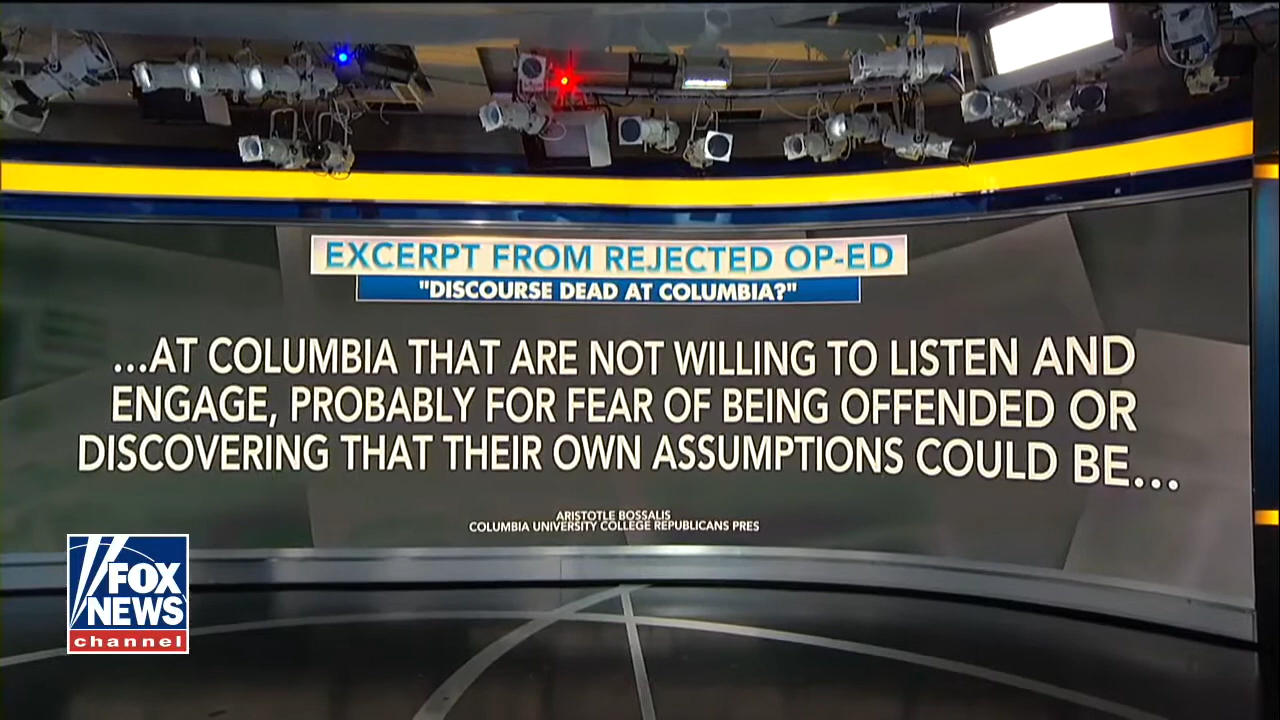 EXCERPT FROM REJECTED OP-ED
"DISCOURSE DEAD AT COLUMBIA?"
...AT COLUMBIA THAT ARE NOT WILLING TO LISTEN AND
ENGAGE, PROBABLY FOR FEAR OF BEING OFFENDED OR
DISCOVERING THAT THEIR OWN ASSUMPTIONS COULD BE...
ARISTOTLE BOSSALIS
COLUMBIA UNIVERSITY COLLEGE REPUBLICANS PRES
FOX
NEWS
channel